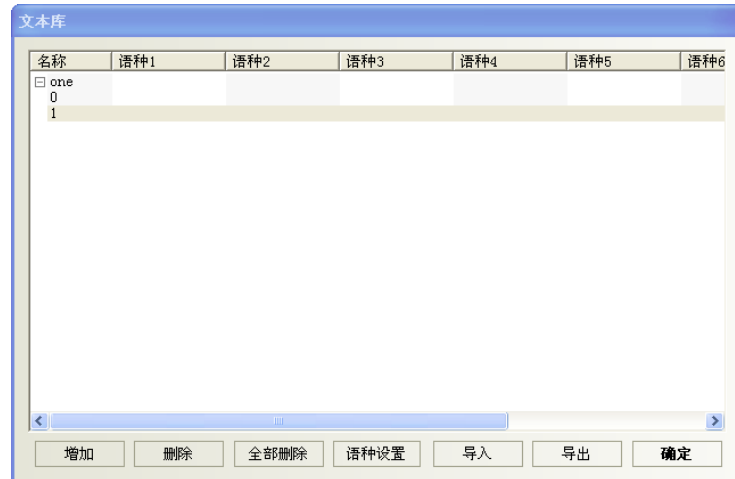 文本库
名称 语种1 语种2 语种3 语种4 语种5 语种6
one
0
1
增加 删除 全部删除 语种设置 导入 导出 确定